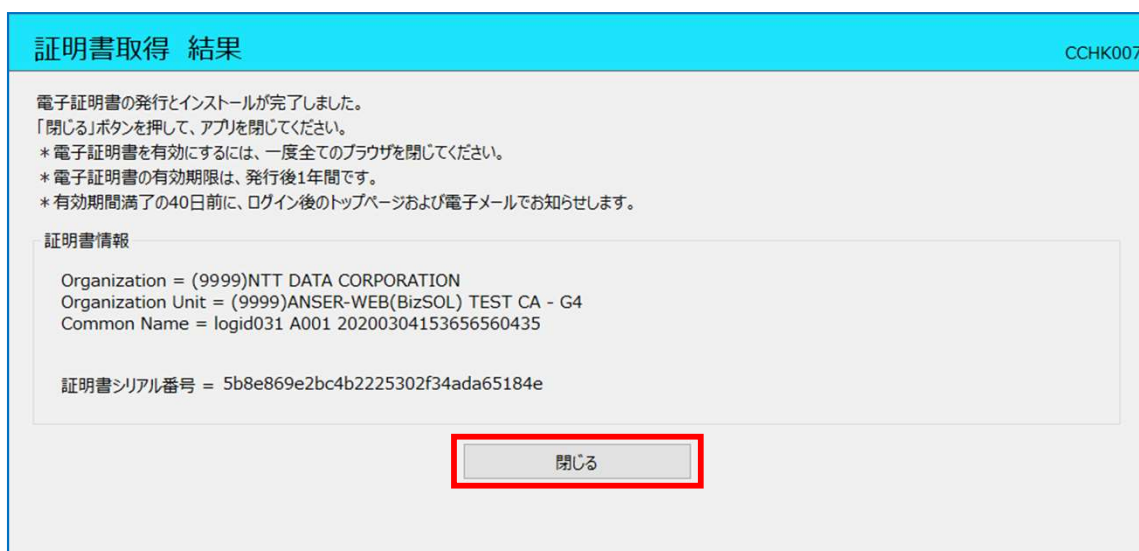 証明書取得 結果
CCHK007
電子証明書の発行とインストールが完了しました。
「閉じる」ボタンを押して、アプリを閉じてください。
＊電子証明書を有効にするには、一度全てのブラウザを閉じてください。
＊電子証明書の有効期限は、発行後1年間です。
＊有効期間満了の40日前に、ログイン後のトップページおよび電子メールでお知らせします。
証明書情報
Organization = (9999)NTT DATA CORPORATION
Organization Unit = (9999)ANSER-WEB(BizSOL) TEST CA - G4
Common Name = logid031 A001 20200304153656560435
証明書シリアル番号 = 5b8e869e2bc4b2225302f34ada65184e
閉じる